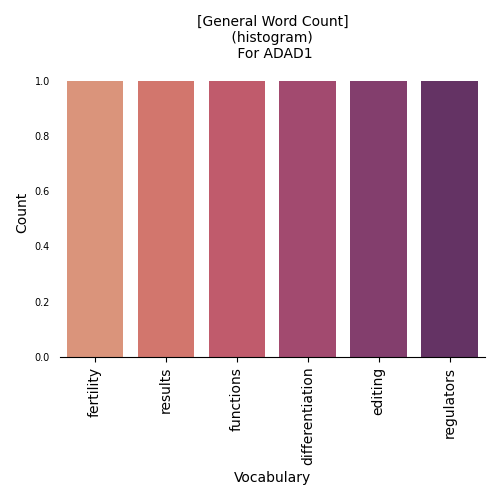 [General Word Count]
(histogram)
For ADAD1
1.0
0.8
0.6
0.4
0.2
0.0
Count
fertility
results
functions
differentiation
editing
regulators
Vocabulary